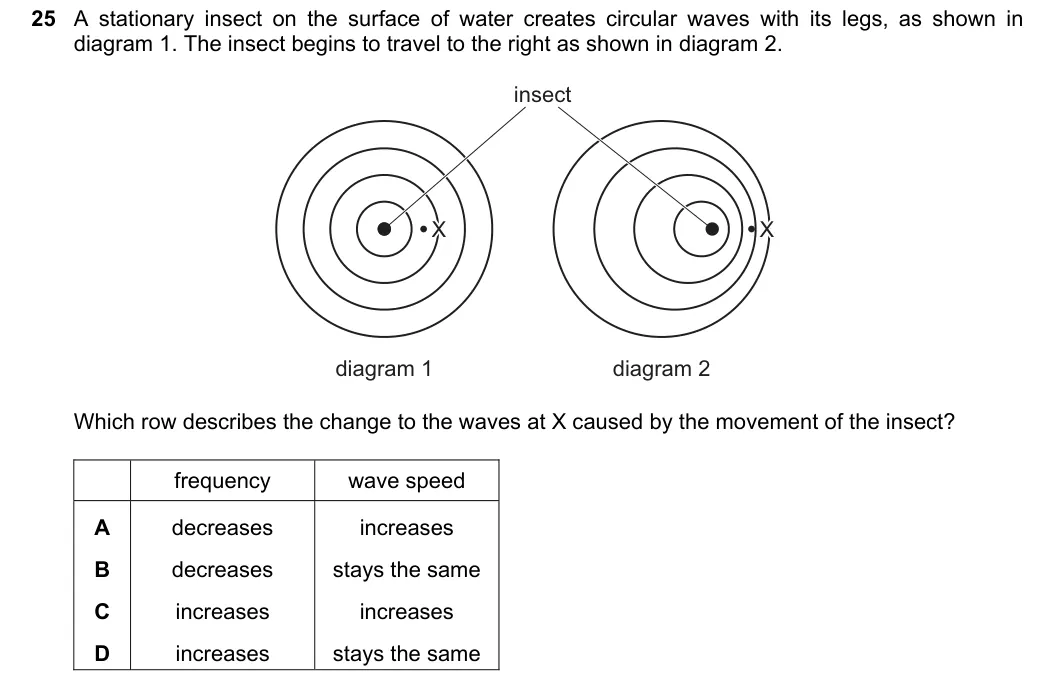 25 A stationary insect on the surface of water creates circular waves with its legs, as shown in
diagram 1. The insect begins to travel to the right as shown in diagram 2.
insect
X X
diagram 1 diagram 2
Which row describes the change to the waves at X caused by the movement of the insect?
frequency wave speed
A decreases increases
B decreases stays the same
C increases increases
D increases stays the same